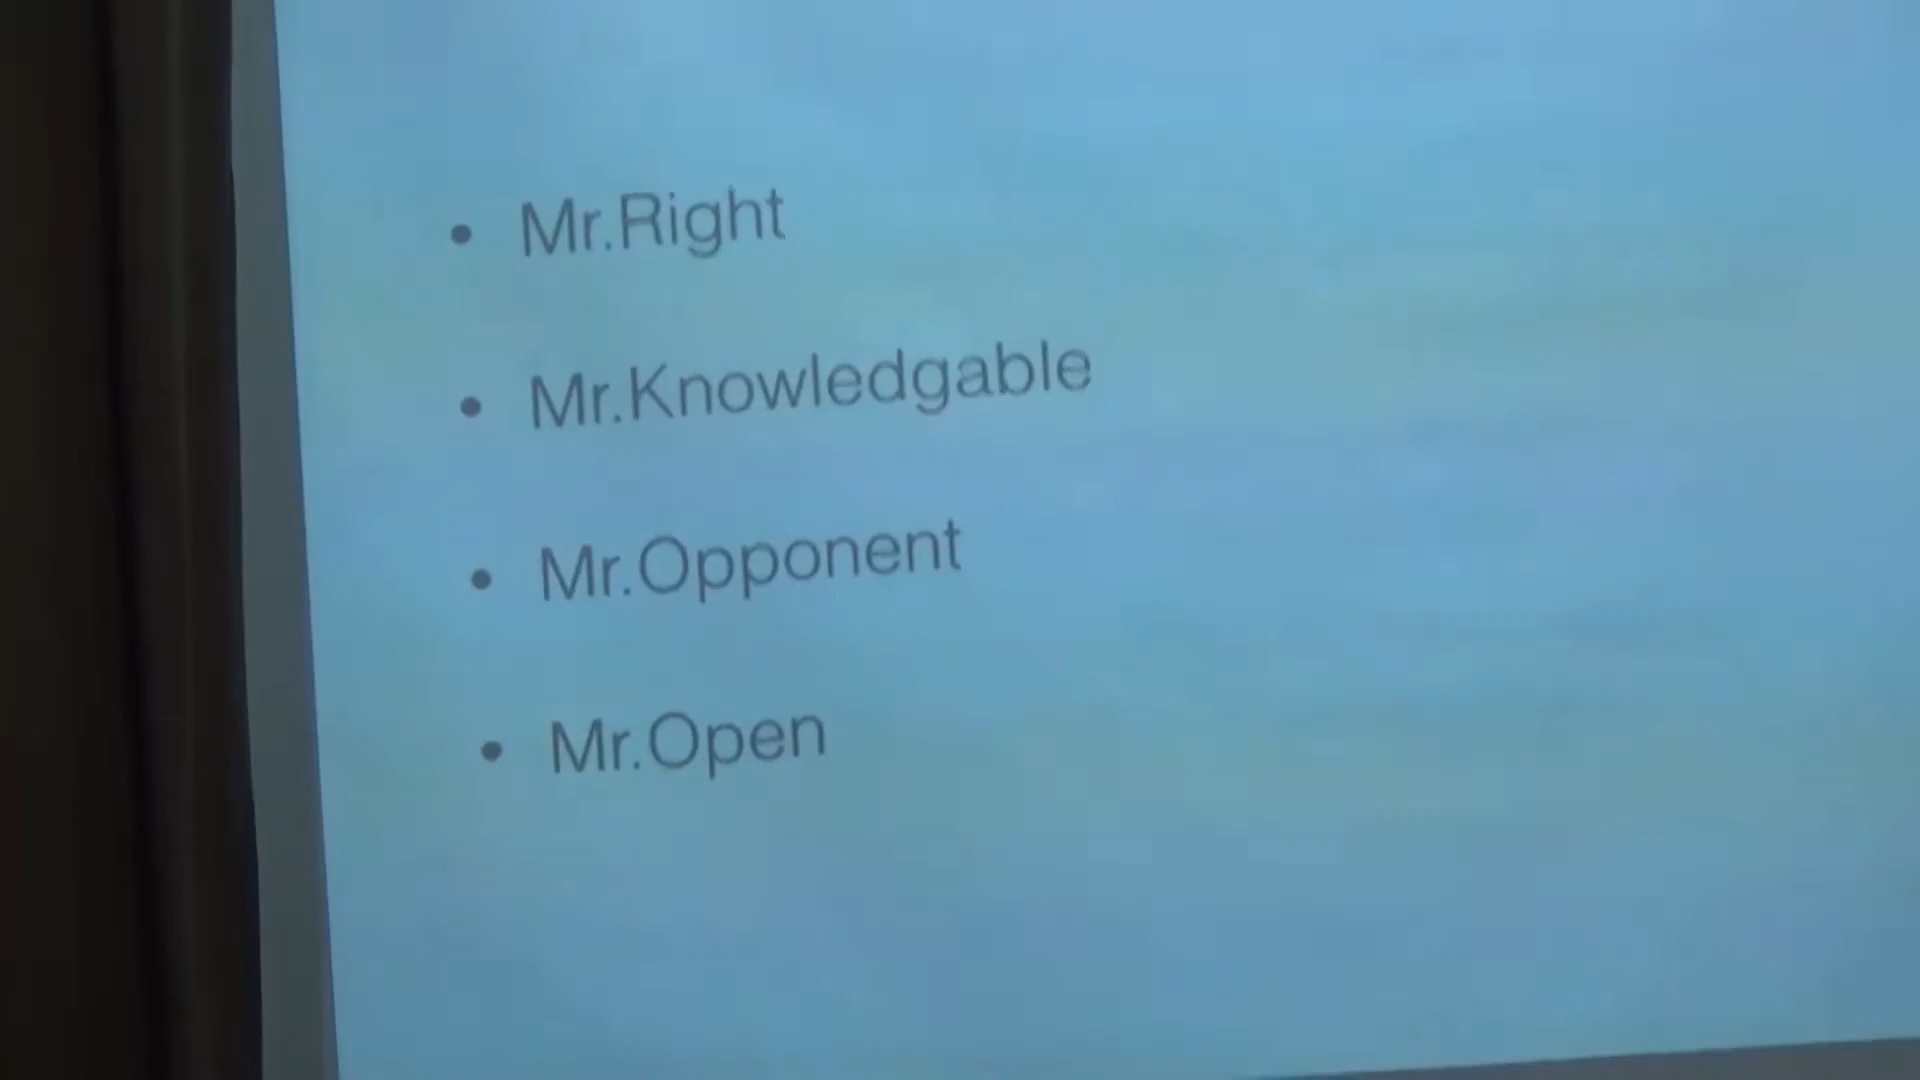 • Mr.Right
• Mr.Knowledgable
• Mr.Opponent
• Mr.Open